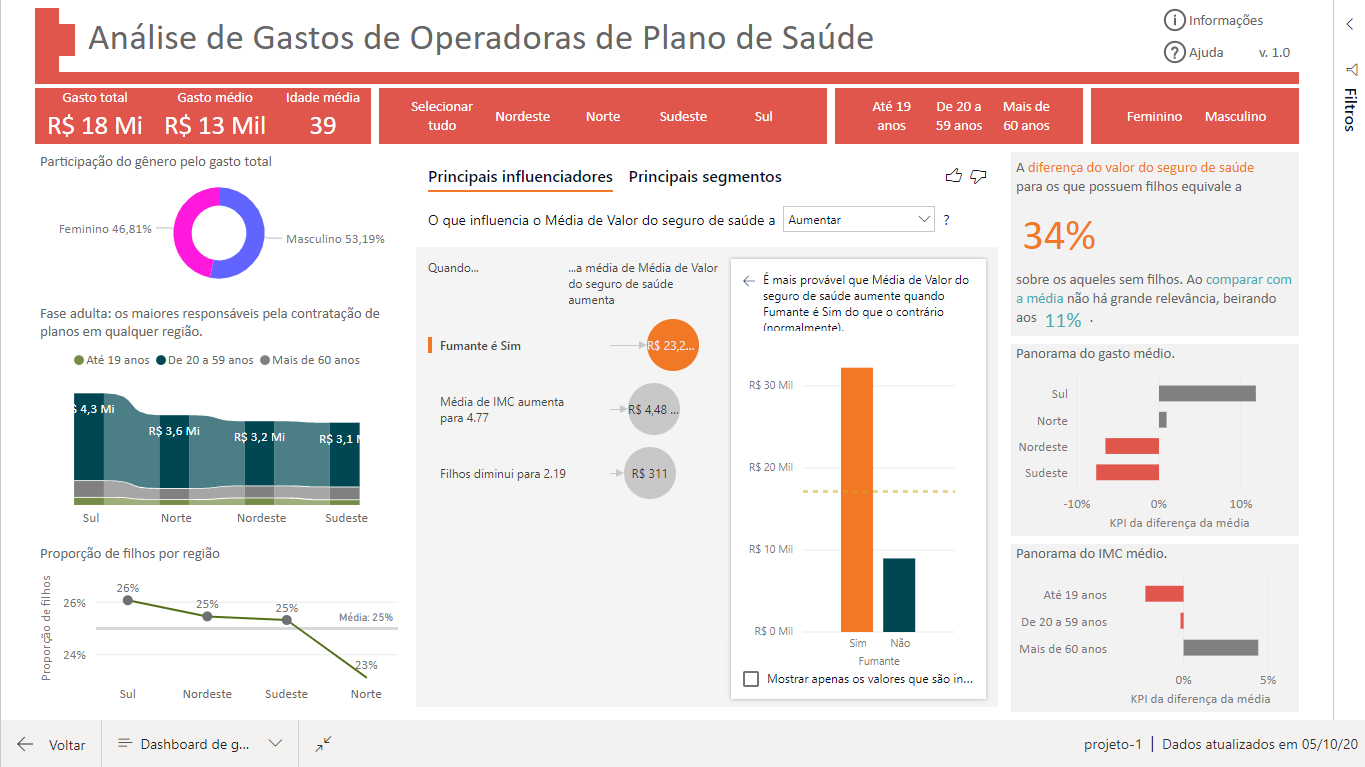 Análise de Gastos de Operadoras de Plano de Saúde
Informações
Ajuda
v. 1.0
Filtros
Gasto total
R$ 18 Mi
Gasto médio
R$ 13 Mil
Idade média
39
Selecionar
tudo
Nordeste
Norte
Sudeste
Sul
Até 19
anos
De 20 a
59 anos
Mais de
60 anos
Feminino
Masculino
Participação do gênero pelo gasto total
Feminino 46,81%
Masculino 53,19%
Fase adulta: os maiores responsáveis pela contratação de
planos em qualquer região.
Até 19 anos
De 20 a 59 anos
Mais de 60 anos
$ 4,3 Mi
R$ 3,6 Mi
R$ 3,2 Mi
R$ 3,1 M
Sul
Norte
Nordeste
Sudeste
Proporção de filhos por região
Proporção de filhos
26%
24%
26%
25%
25%
23%
Média: 25%
Sul
Nordeste
Sudeste
Norte
Principais influenciadores
Principais segmentos
O que influencia o Média de Valor do seguro de saúde a
Aumentar
?
Quando...
...a média de Média de Valor
do seguro de saúde
aumenta
Fumante é Sim
R$ 23,2...
Média de IMC aumenta
para 4.77
R$ 4,48 ...
Filhos diminui para 2.19
R$ 311
É mais provável que Média de Valor do
seguro de saúde aumente quando
Fumante é Sim do que o contrário
(normalmente).
R$ 30 Mil
R$ 20 Mil
R$ 10 Mil
R$ 0 Mil
Sim
Não
Fumante
Mostrar apenas os valores que são in...
A diferença do valor do seguro de saúde
para os que possuem filhos equivale a
34%
sobre os aqueles sem filhos. Ao comparar com
a média não há grande relevância, beirando
aos 11% .
Panorama do gasto médio.
Sul
Norte
Nordeste
Sudeste
-10%
0%
10%
KPI da diferença da média
Panorama do IMC médio.
Até 19 anos
De 20 a 59 anos
Mais de 60 anos
0%
5%
KPI da diferença da média
Voltar
Dashboard de g...
projeto-1 | Dados atualizados em 05/10/20